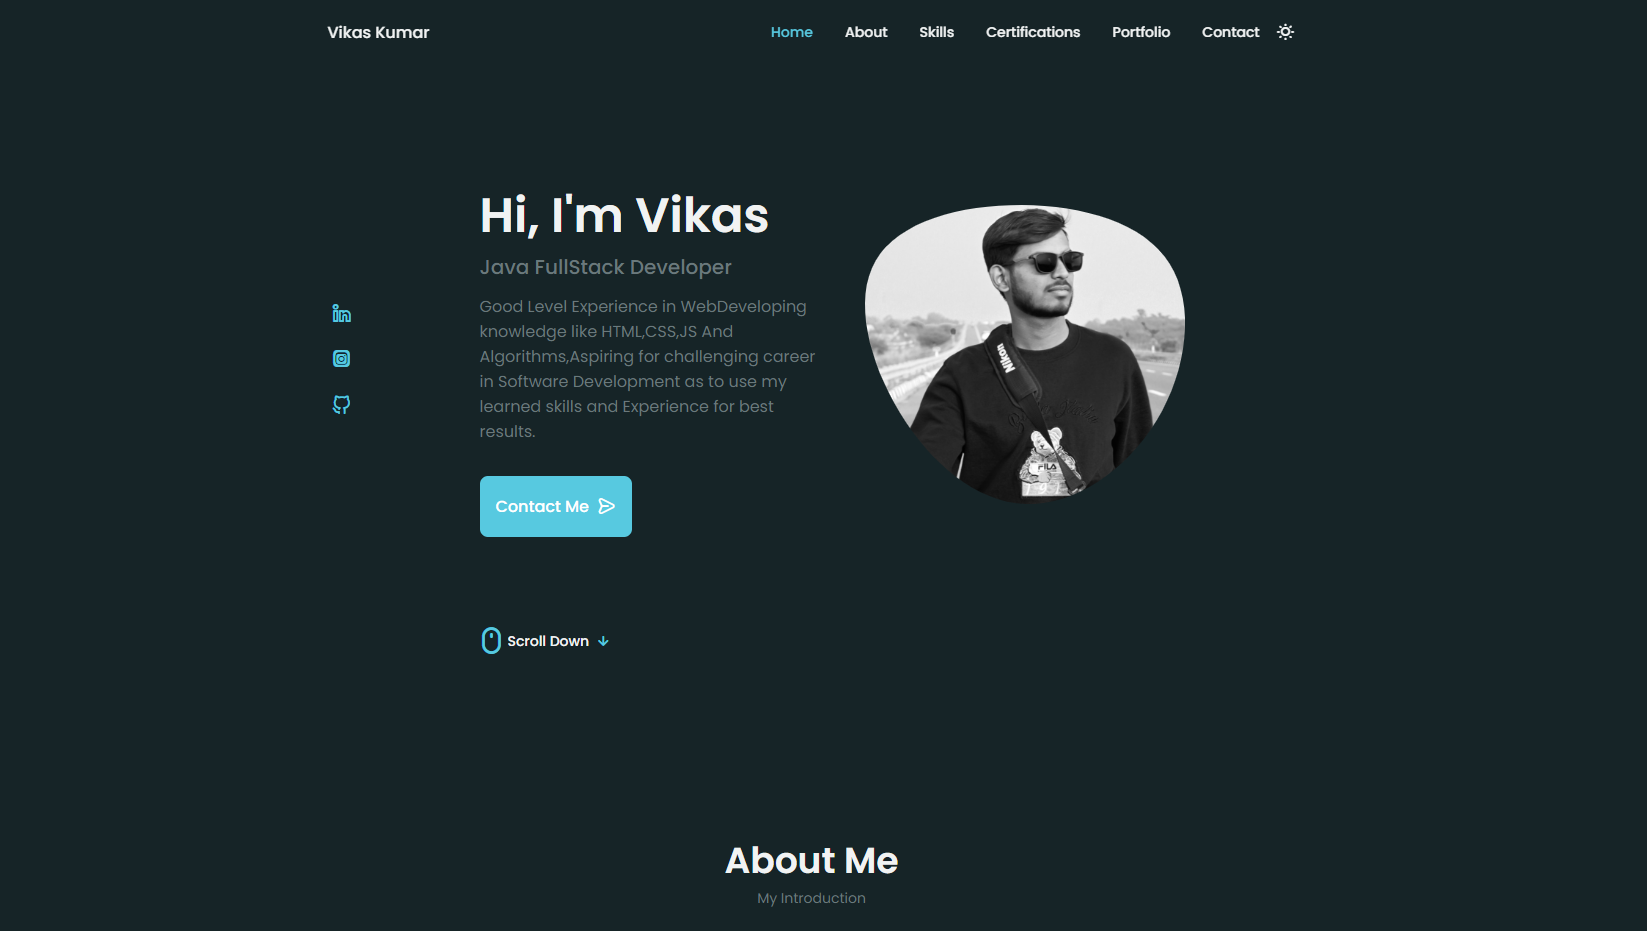 Vikas Kumar
Home About Skills Certifications Portfolio Contact
Hi, I'm Vikas
Java FullStack Developer
Good Level Experience in WebDeveloping
knowledge like HTML,CSS,JS And
Algorithms,Aspiring for challenging career
in Software Development as to use my
learned skills and Experience for best
results.
Contact Me
Scroll Down
Nikon
FILA
About Me
My Introduction